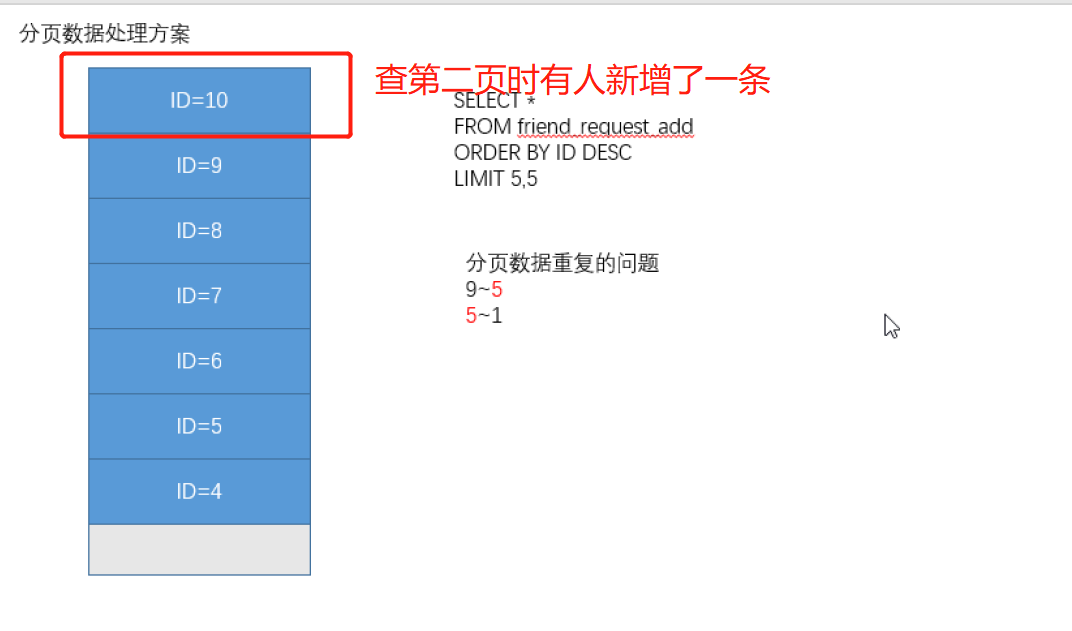 分页数据处理方案
查第二页时有人新增了一条
ID=10
SELECT *
FROM friend_request_add
ORDER BY ID DESC
LIMIT 5,5
ID=9
ID=8
ID=7
ID=6
ID=5
ID=4
分页数据重复的问题
9~5
5~1